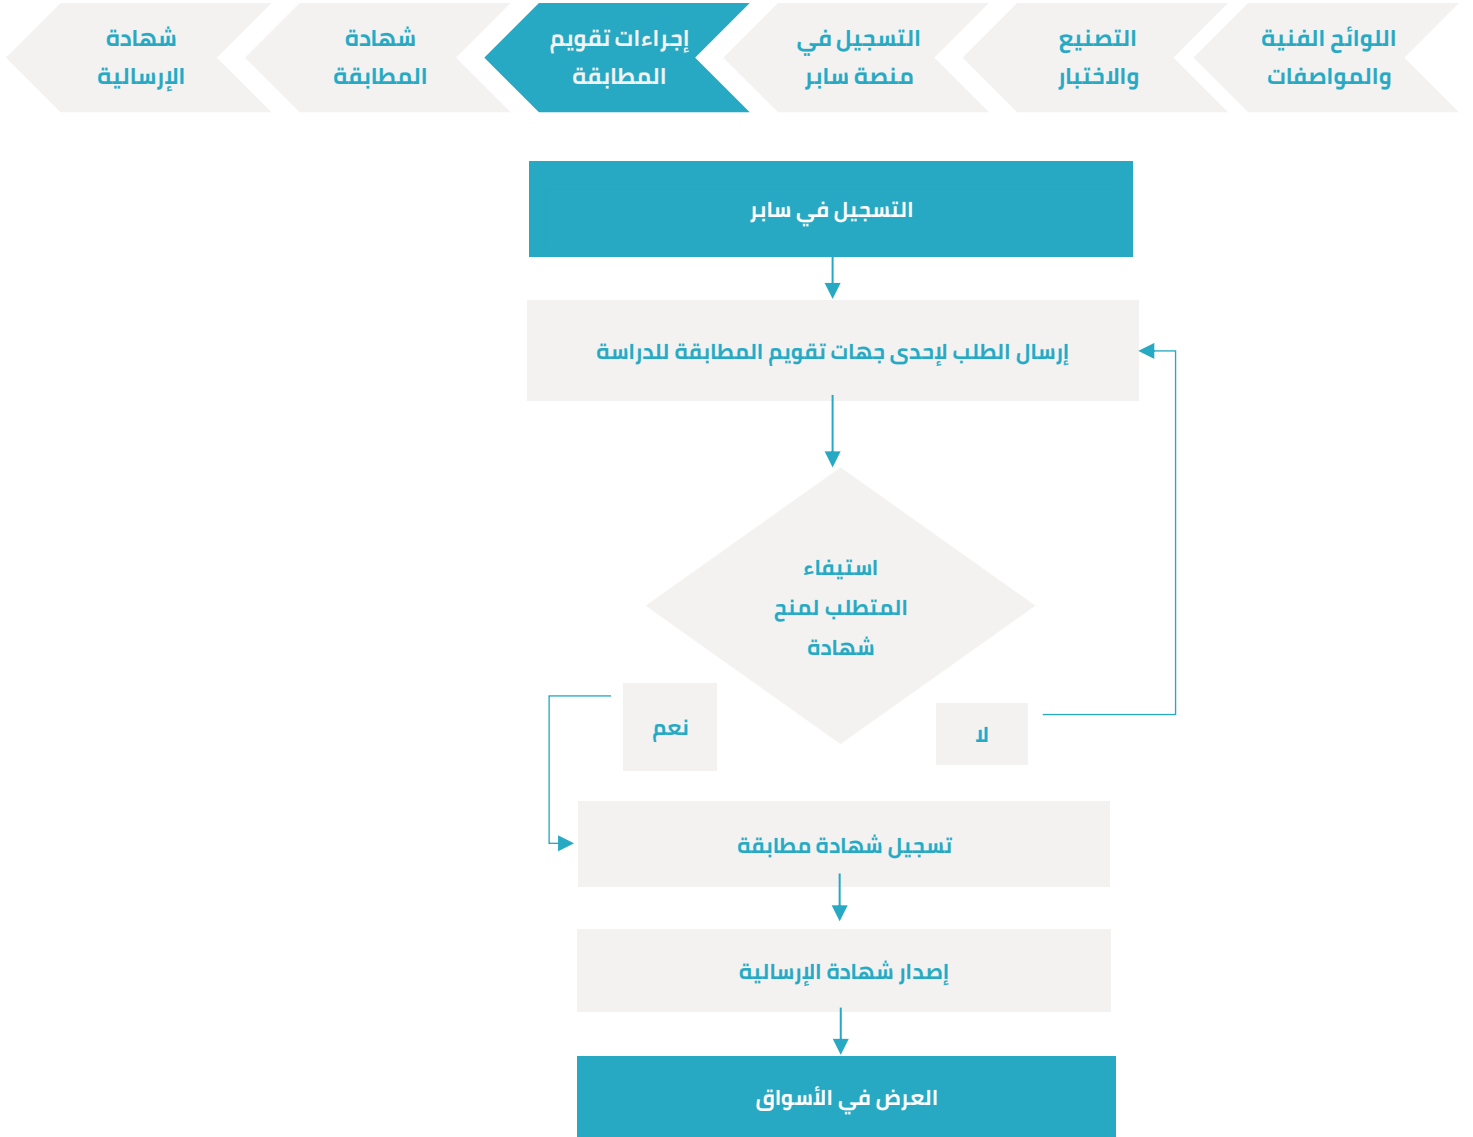 اللوائح الفنية
والمواصفات
التصنيع
والاختبار
التسجيل في
منصة سابر
إجراءات تقويم
المطابقة
شهادة
المطابقة
شهادة
الإرسالية
التسجيل في سابر
إرسال الطلب لإحدى جهات تقويم المطابقة للدراسة
استيفاء
المتطلب لمنح
شهادة
لا
نعم
تسجيل شهادة مطابقة
إصدار شهادة الإرسالية
العرض في الأسواق